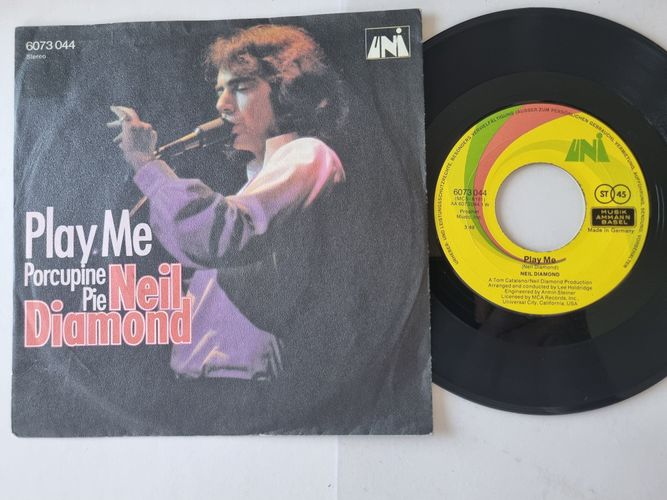 6073 044
Stereo
UNI
Play Me
Porcupine
Pie
Neil
Diamond
UNI
6073 044
ST 45
MUSIK
AMMANN
BASEL
Made in Germany
3:49
Play Me
(Neil Diamond)
NEIL DIAMOND
A Tom Catalano/Neil Diamond Production
Arranged and conducted by Lee Holdridge
Engineered by Armin Steiner
Licensed by MCA Records, Inc.,
Universal City, California, USA